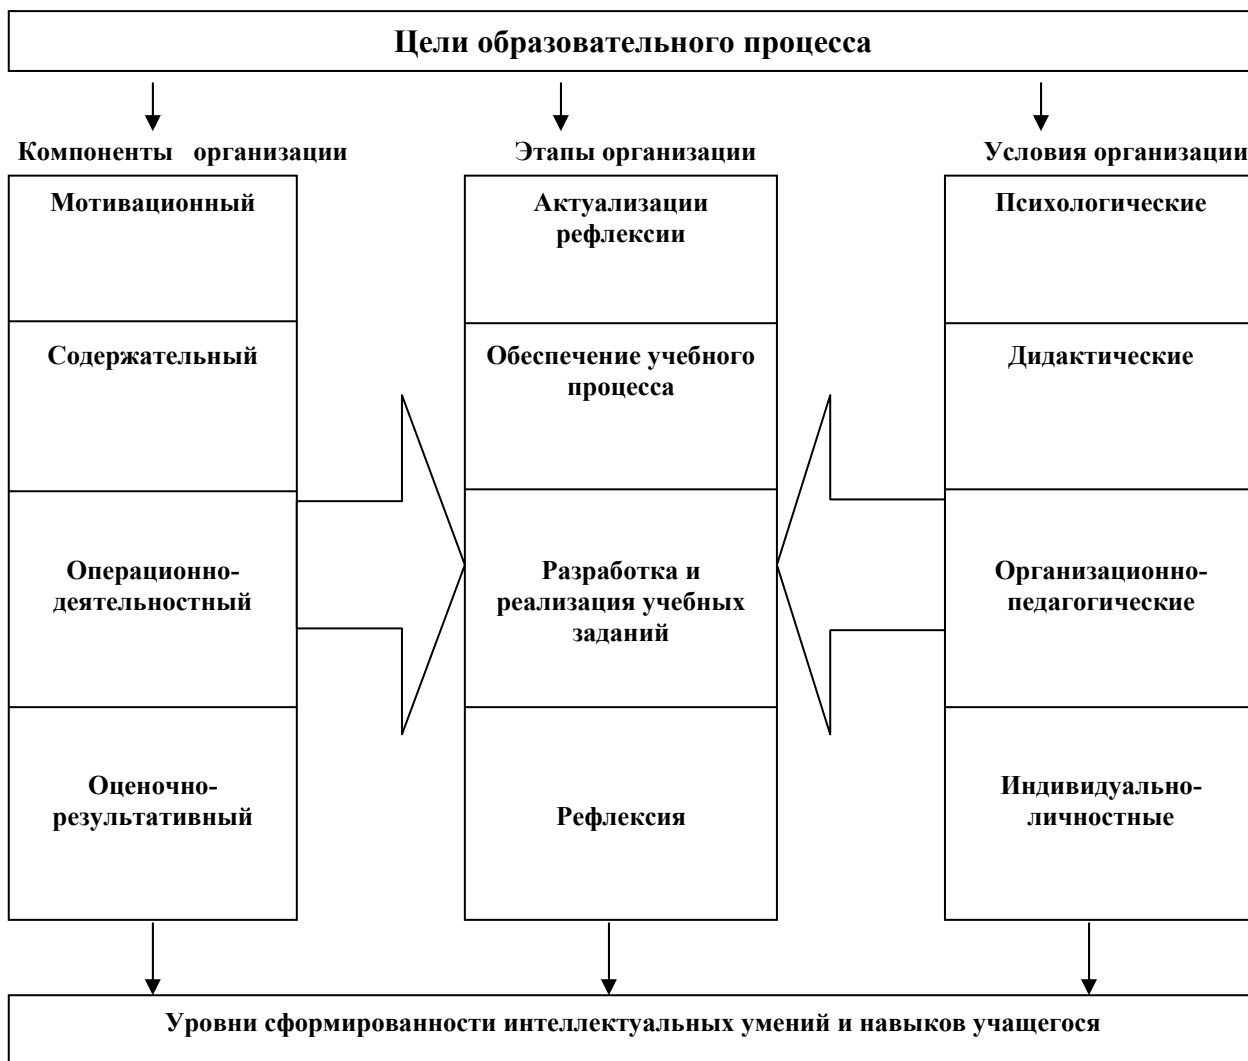 Цели образовательного процесса
Компоненты организации
Этапы организации
Условия организации
Мотивационный
Актуализации
рефлексии
Психологические
Содержательный
Обеспечение учебного
процесса
Дидактические
Операционно-
деятельностный
Разработка и
реализация учебных
заданий
Организационно-
педагогические
Оценочно-
результативный
Рефлексия
Индивидуально-
личностные
Уровни сформированности интеллектуальных умений и навыков учащегося